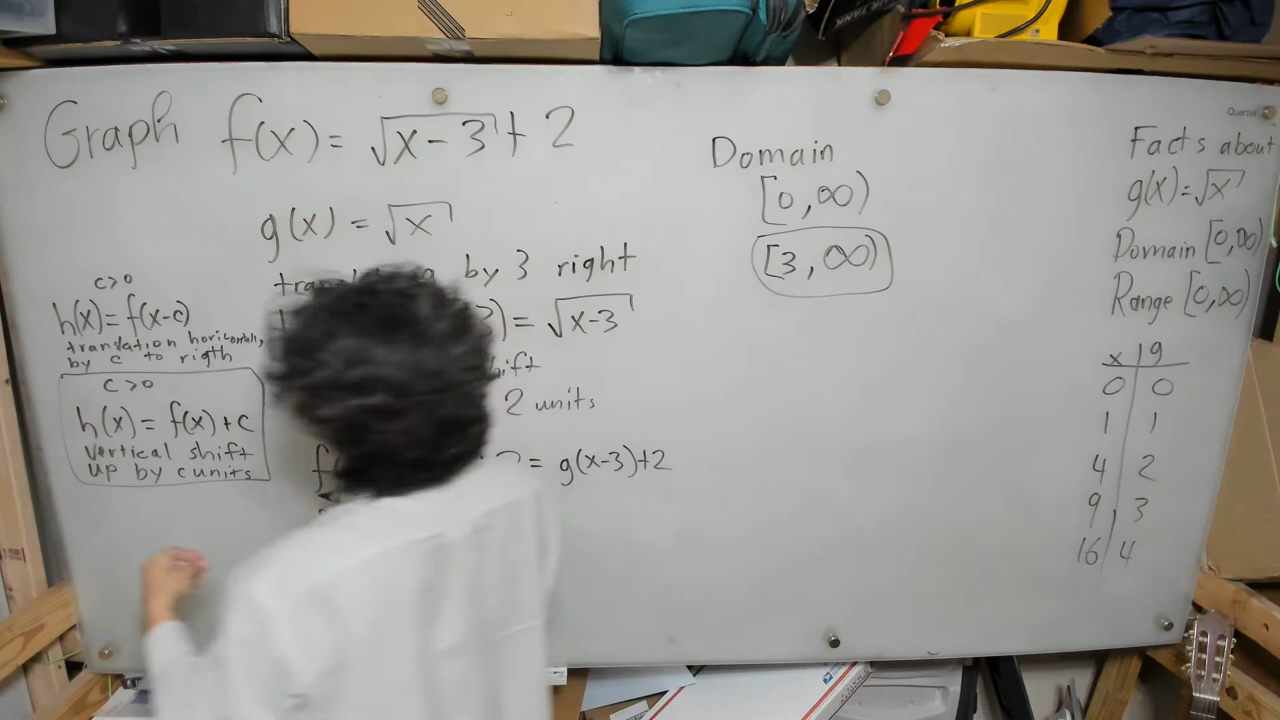 Graph f(x) = √x-3 + 2
g(x) = √x
by 3 right
= √x-3
2 units
= g(x-3)+2
c>0
h(x) = f(x-c)
translation horizontally
by c to rigth
c>0
h(x) = f(x)+c
vertical shift
up by c units
Domain
[0,∞)
[3,∞)
Quartet
Facts about
g(x)=√x
Domain [0,∞)
Range [0,∞)
x | g
0 | 0
1 | 1
4 | 2
9 | 3
16 | 4